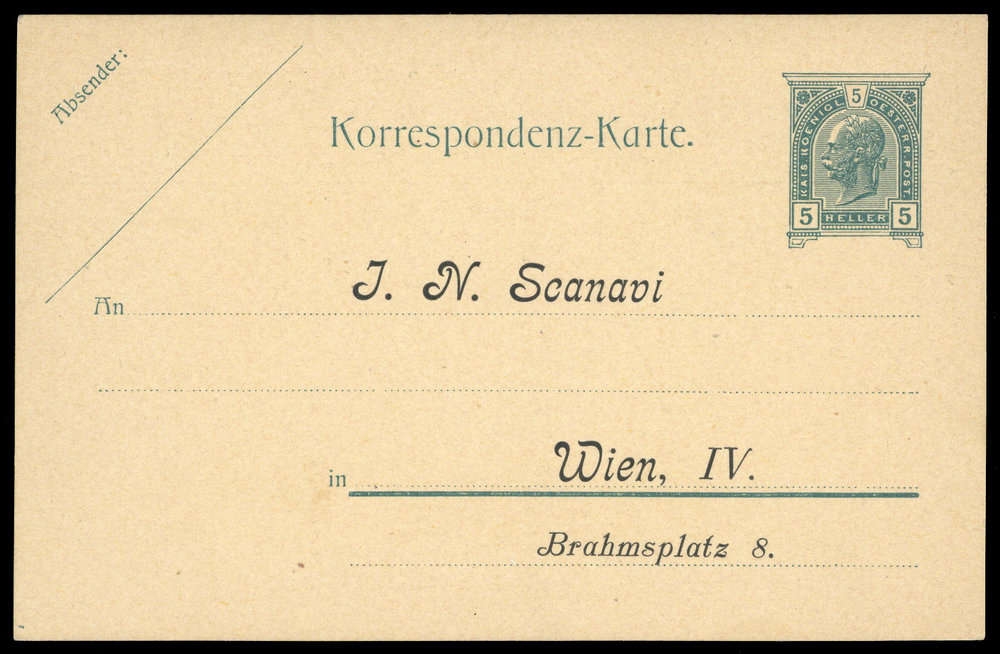 Absender:
Korrespondenz-Karte.
5
KAIS. KOENIGL. OESTERR. POST.
5 HELLER 5
An J. N. Scanavi
in Wien, IV.
Brahmsplatz 8.